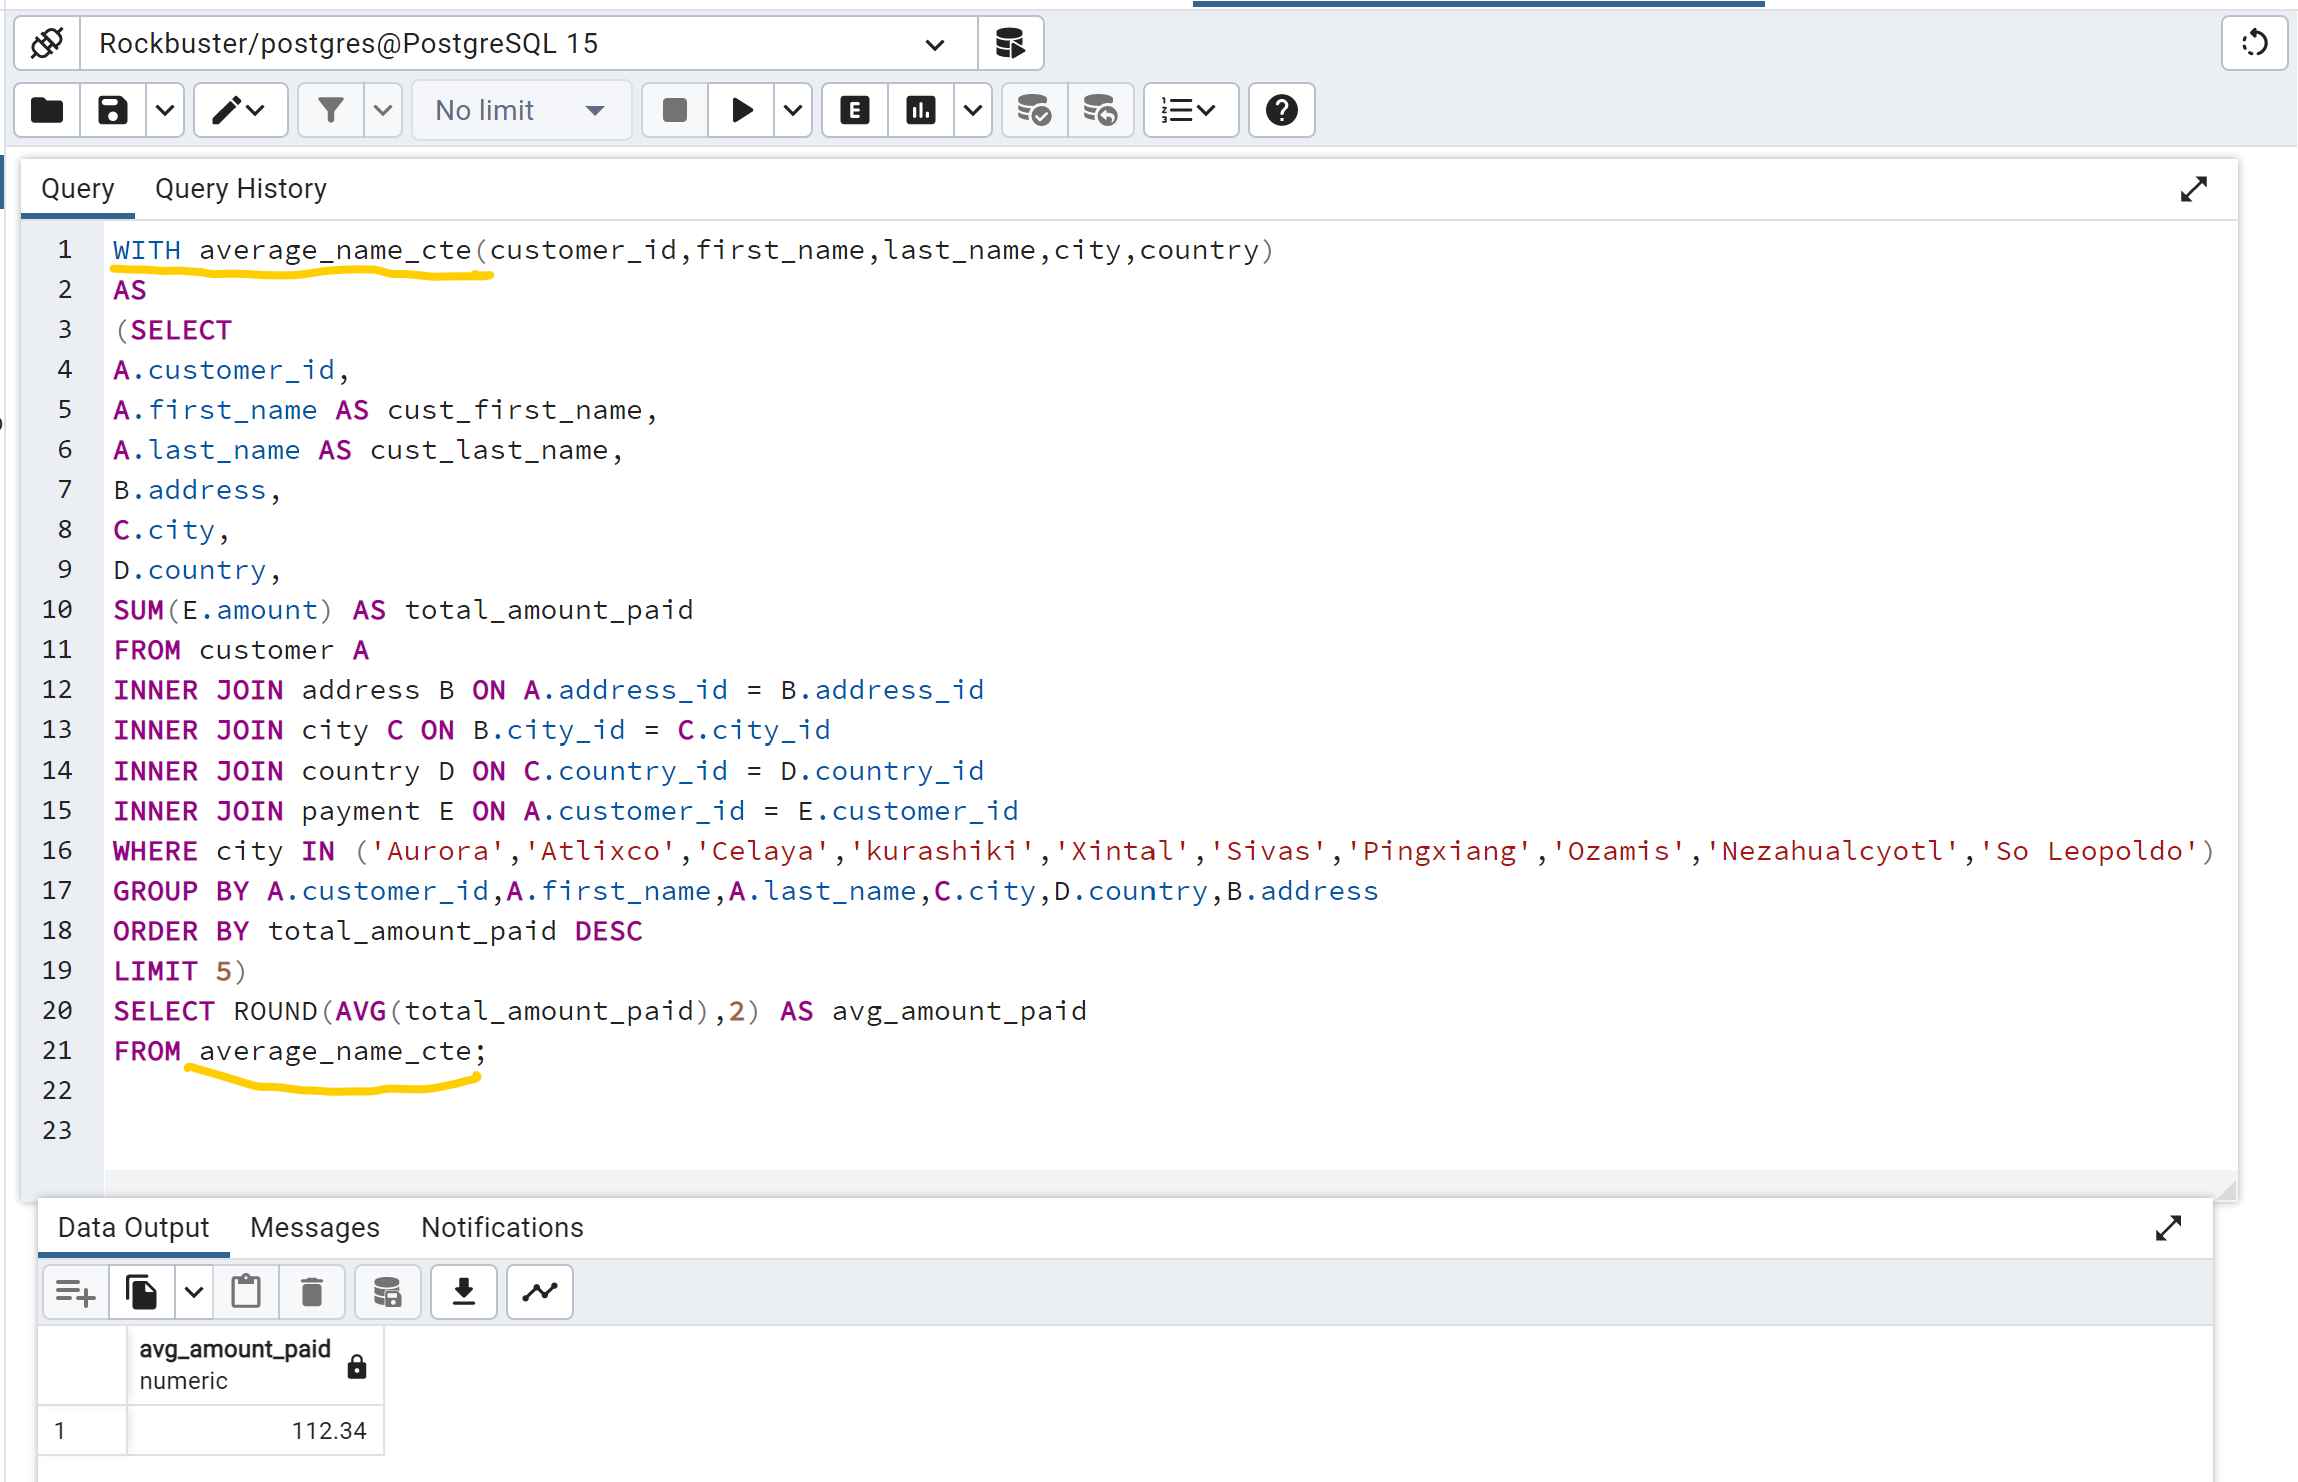 Rockbuster/postgres@PostgreSQL 15
No limit
Query Query History
1 WITH average_name_cte(customer_id,first_name,last_name,city,country)
2 AS
3 (SELECT
4 A.customer_id,
5 A.first_name AS cust_first_name,
6 A.last_name AS cust_last_name,
7 B.address,
8 C.city,
9 D.country,
10 SUM(E.amount) AS total_amount_paid
11 FROM customer A
12 INNER JOIN address B ON A.address_id = B.address_id
13 INNER JOIN city C ON B.city_id = C.city_id
14 INNER JOIN country D ON C.country_id = D.country_id
15 INNER JOIN payment E ON A.customer_id = E.customer_id
16 WHERE city IN ('Aurora','Atlixco','Celaya','kurashiki','Xintal','Sivas','Pingxiang','Ozamis','Nezahualcyotl','So Leopoldo')
17 GROUP BY A.customer_id,A.first_name,A.last_name,C.city,D.country,B.address
18 ORDER BY total_amount_paid DESC
19 LIMIT 5)
20 SELECT ROUND(AVG(total_amount_paid),2) AS avg_amount_paid
21 FROM average_name_cte;
22
23
Data Output Messages Notifications
avg_amount_paid
numeric
1 112.34